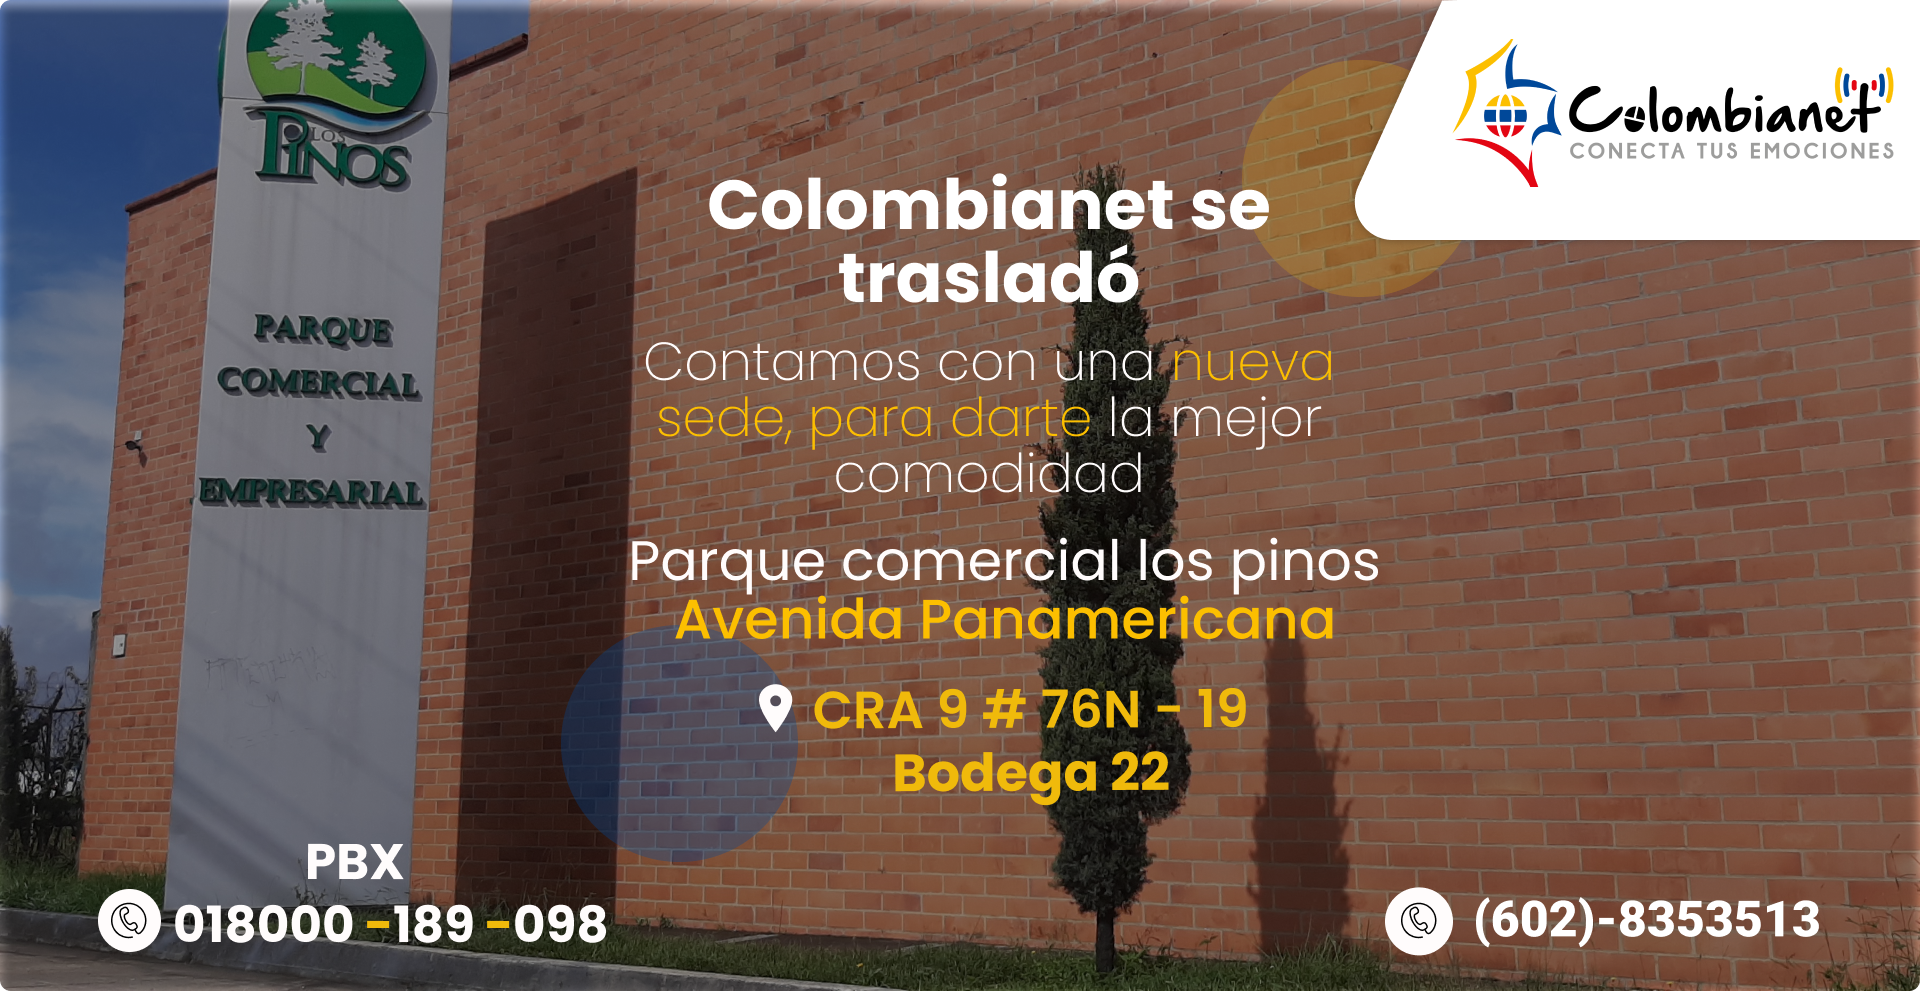 LOS
PINOS
PARQUE
COMERCIAL
Y
EMPRESARIAL
Colombianet
CONECTA TUS EMOCIONES
Colombianet se
trasladó
Contamos con una nueva
sede, para darte la mejor
comodidad
Parque comercial los pinos
Avenida Panamericana
CRA 9 # 76N - 19
Bodega 22
PBX
018000 -189 -098
(602)-8353513